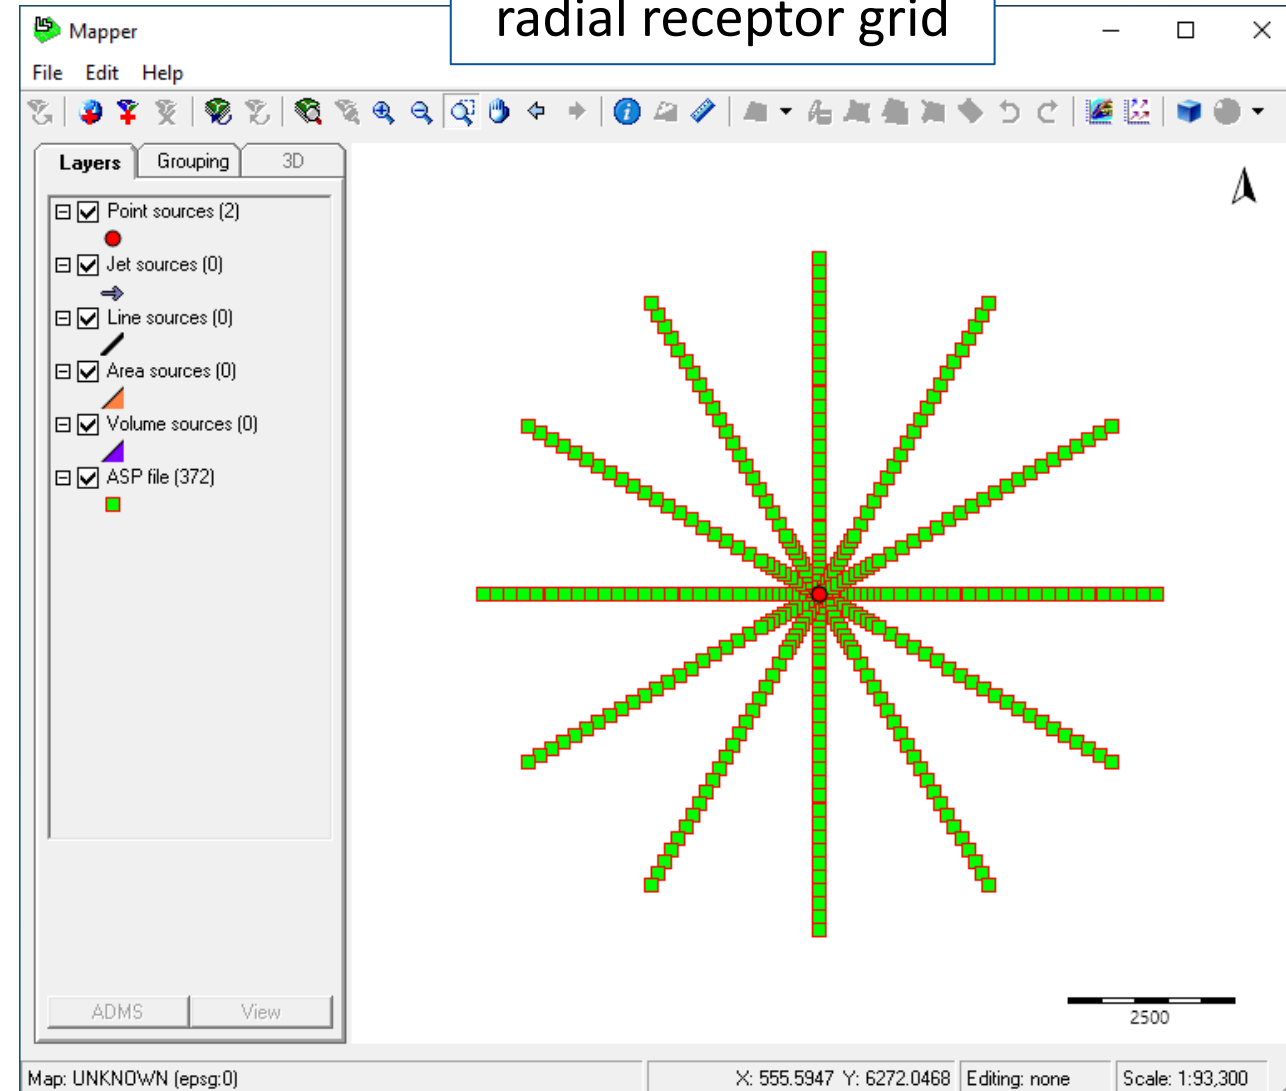 radial receptor grid
Mapper
File Edit Help
Layers Grouping 3D
Point sources (2)
Jet sources (0)
Line sources (0)
Area sources (0)
Volume sources (0)
ASP file (372)
ADMS View
2500
Map: UNKNOWN (epsg:0) X: 555.5947 Y: 6272.0468 Editing: none Scale: 1:93,300